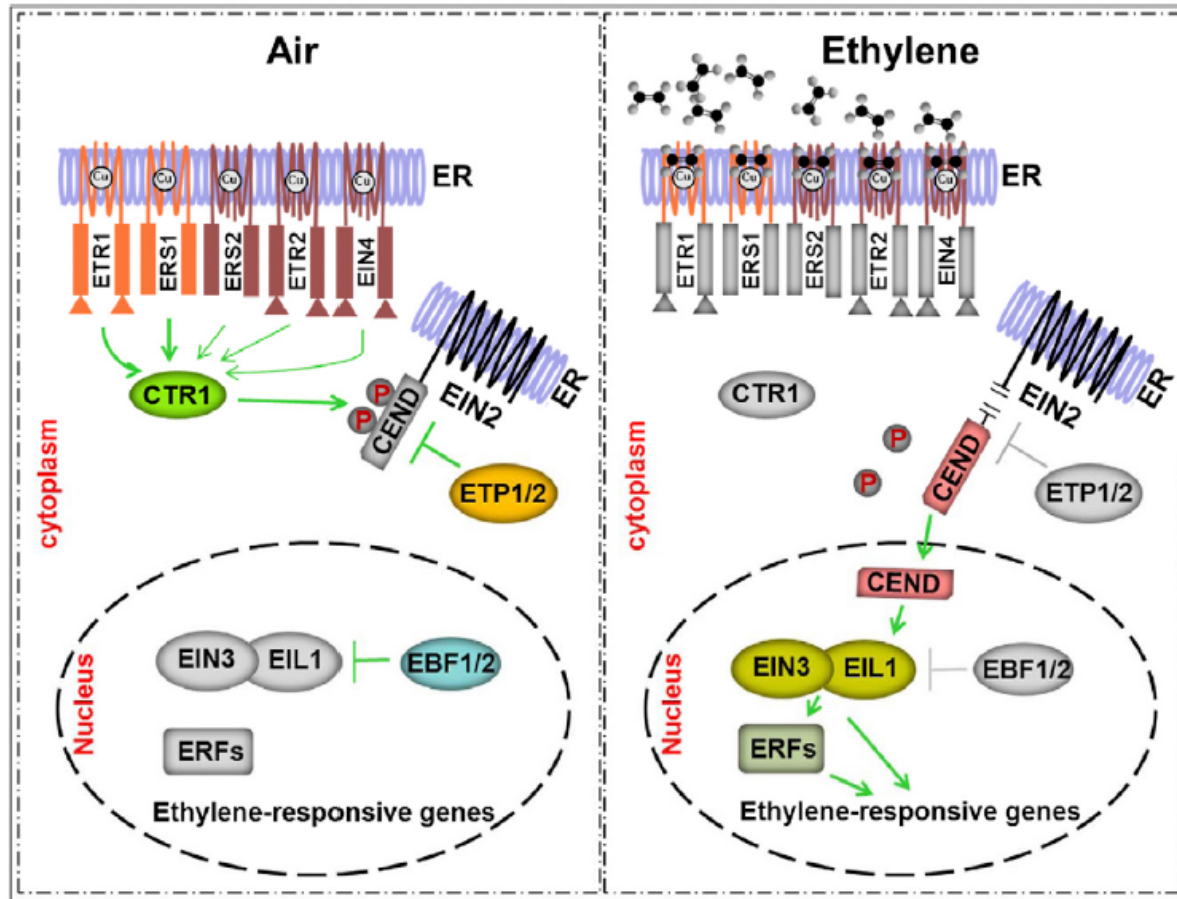 Air
Cu Cu Cu Cu Cu
ER
ETR1
ERS1
ERS2
ETR2
EIN4
CTR1
P
P
CEND
EIN2
ER
ETP1/2
cytoplasm
Nucleus
EIN3
EIL1
EBF1/2
ERFs
Ethylene-responsive genes
Ethylene
Cu Cu Cu Cu Cu
ER
ETR1
ERS1
ERS2
ETR2
EIN4
CTR1
P
P
CEND
EIN2
ER
ETP1/2
cytoplasm
CEND
Nucleus
EIN3
EIL1
EBF1/2
ERFs
Ethylene-responsive genes